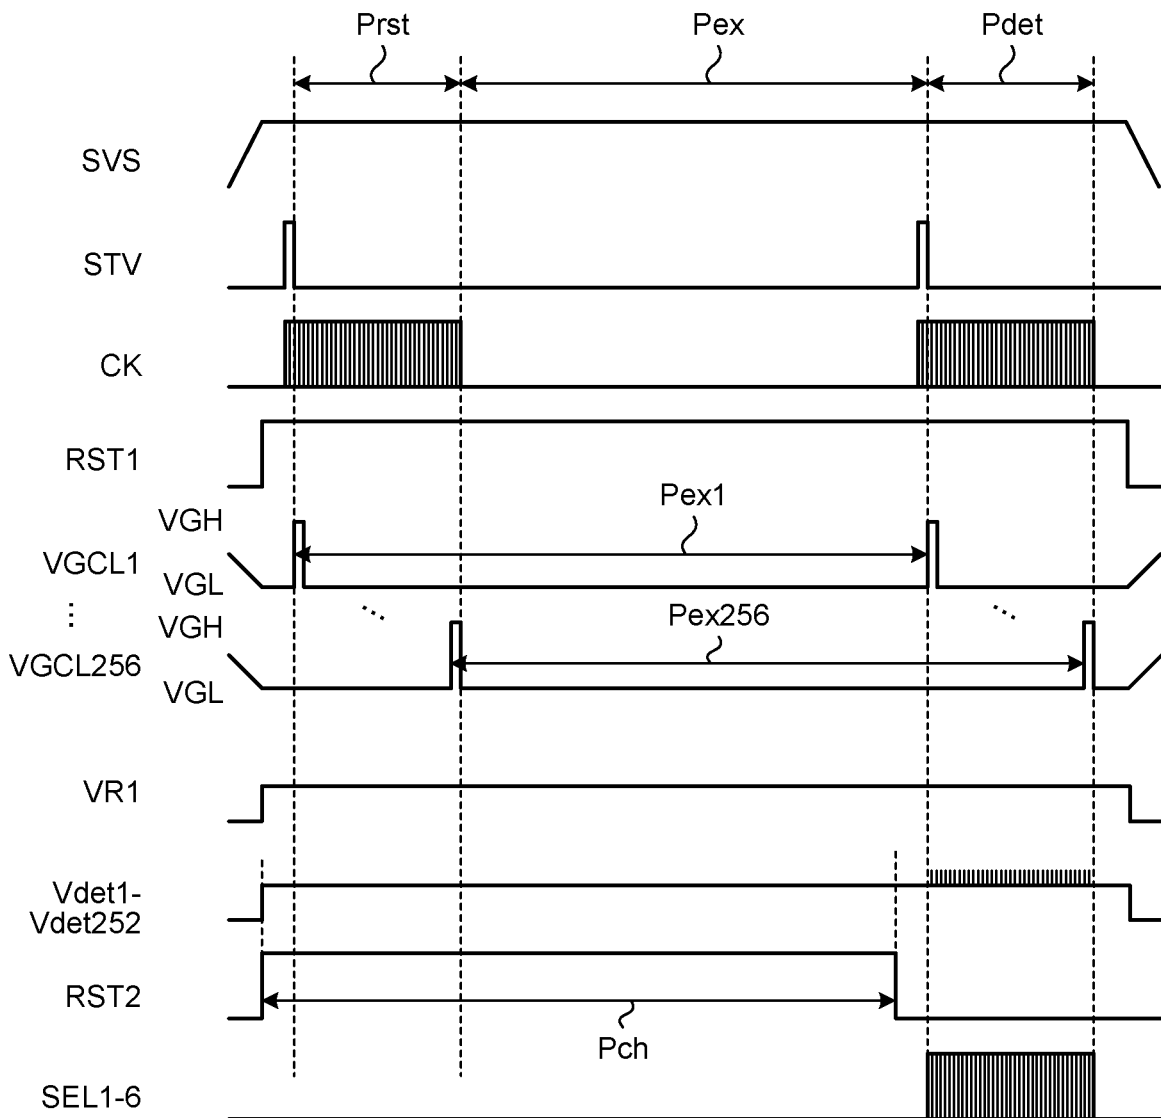 Prst
Pex
Pdet
SVS
STV
CK
RST1
Pex1
VGH
VGCL1
VGL
Pex256
VGH
VGCL256
VGL
VR1
Vdet1-
Vdet252
RST2
Pch
SEL1-6